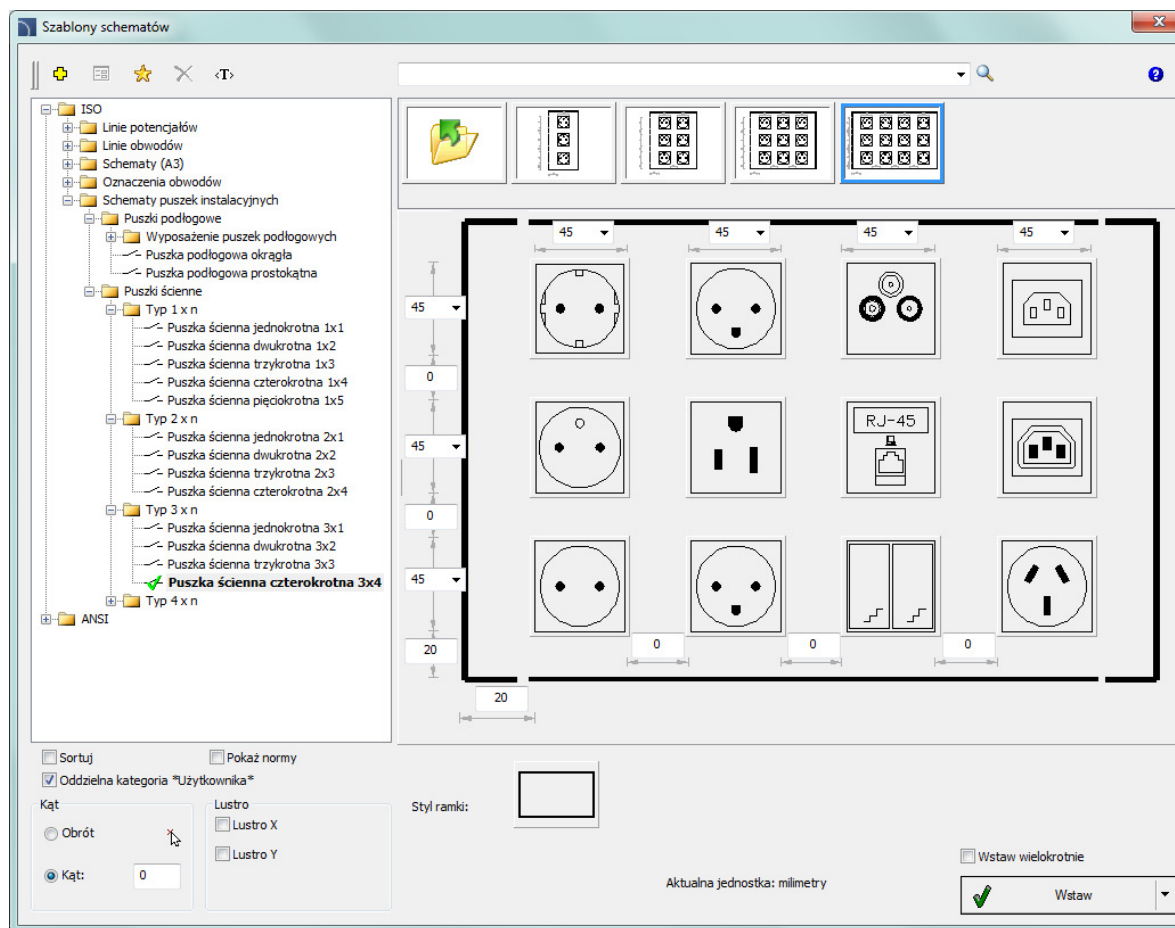 Szablony schematów
<T>
ISO
Linie potencjałów
Linie obwodów
Schematy (A3)
Oznaczenia obwodów
Schematy puszek instalacyjnych
Puszki podłogowe
Wyposażenie puszek podłogowych
Puszka podłogowa okrągła
Puszka podłogowa prostokątna
Puszki ścienne
Typ 1 x n
Puszka ścienna jednokrotna 1x1
Puszka ścienna dwukrotna 1x2
Puszka ścienna trzykrotna 1x3
Puszka ścienna czterokrotna 1x4
Puszka ścienna pięciokrotna 1x5
Typ 2 x n
Puszka ścienna jednokrotna 2x1
Puszka ścienna dwukrotna 2x2
Puszka ścienna trzykrotna 2x3
Puszka ścienna czterokrotna 2x4
Typ 3 x n
Puszka ścienna jednokrotna 3x1
Puszka ścienna dwukrotna 3x2
Puszka ścienna trzykrotna 3x3
Puszka ścienna czterokrotna 3x4
Typ 4 x n
ANSI
45 45 45 45
45
0
45
RJ-45
0
45
0 0 0
20
20
Sortuj Pokaż normy
Oddzielna kategoria *Użytkownika*
Kąt Lustro
Obrót Lustro X
Lustro Y
Kąt: 0
Styl ramki:
Aktualna jednostka: milimetry
Wstaw wielokrotnie
Wstaw